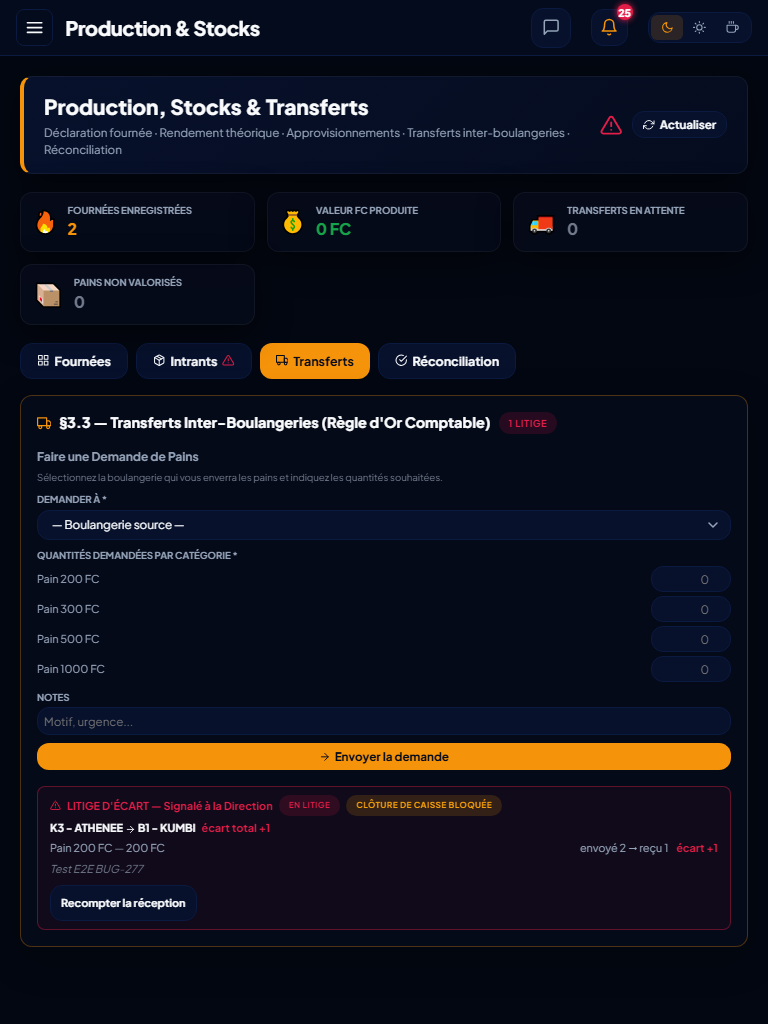 Production & Stocks
25
Production, Stocks & Transferts
Déclaration fournée · Rendement théorique · Approvisionnements · Transferts inter-boulangeries ·
Réconciliation
Actualiser
FOURNÉES ENREGISTRÉES
2
VALEUR FC PRODUITE
0 FC
TRANSFERTS EN ATTENTE
0
PAINS NON VALORISÉS
0
Fournées
Intrants
Transferts
Réconciliation
§3.3 — Transferts Inter-Boulangeries (Règle d'Or Comptable)
1 LITIGE
Faire une Demande de Pains
Sélectionnez la boulangerie qui vous enverra les pains et indiquez les quantités souhaitées.
DEMANDER À *
— Boulangerie source —
QUANTITÉS DEMANDÉES PAR CATÉGORIE *
Pain 200 FC
0
Pain 300 FC
0
Pain 500 FC
0
Pain 1000 FC
0
NOTES
Motif, urgence...
→ Envoyer la demande
LITIGE D'ÉCART — Signalé à la Direction
EN LITIGE
CLÔTURE DE CAISSE BLOQUÉE
K3 - ATHENEE → B1 - KUMBI écart total +1
Pain 200 FC — 200 FC
envoyé 2 → reçu 1 écart +1
Test E2E BUG-277
Recompter la réception